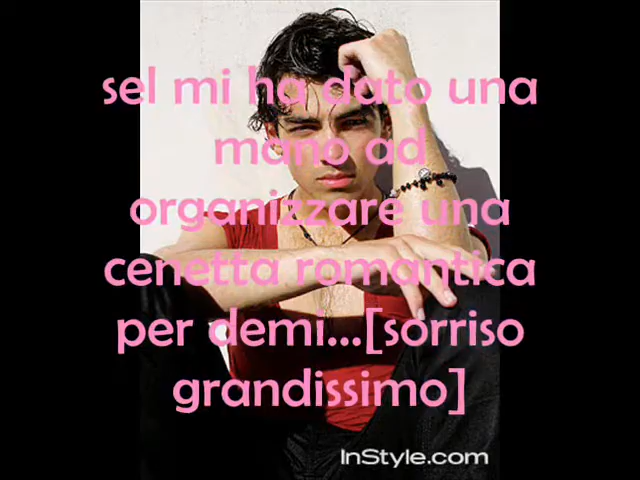 sel mi ha dato una
mano ad
organizzare una
cenetta romantica
per demi...[sorriso
grandissimo]
InStyle.com